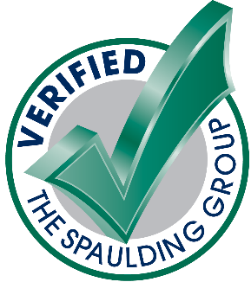 VERIFIED
THE SPAULDING GROUP